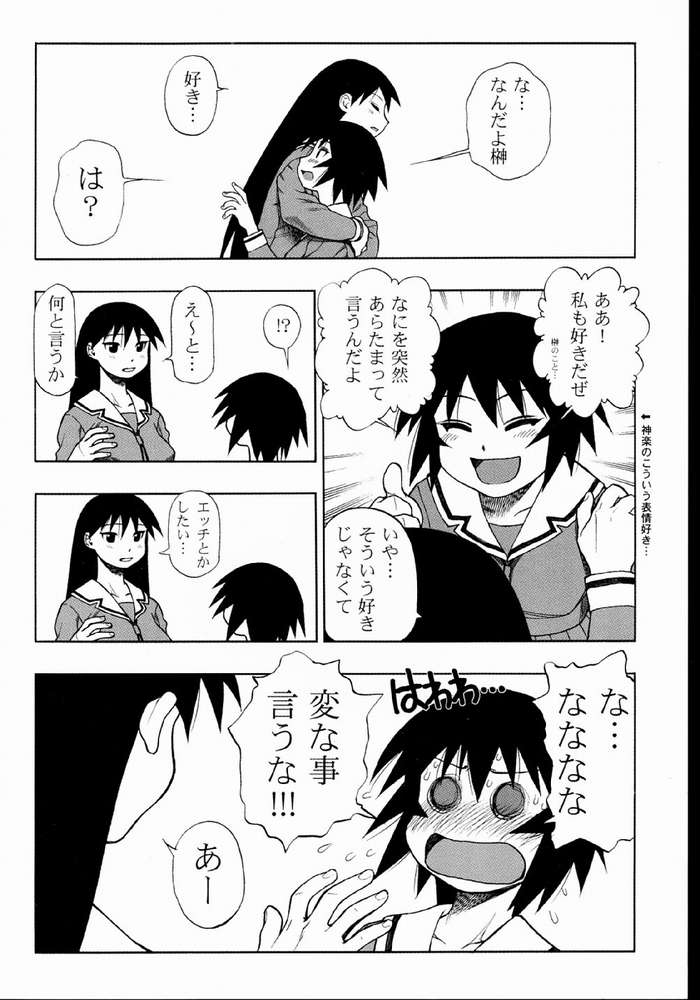 な…
なんだよ榊
好き…
は？
ああ！
私も好きだぜ
榊のこと…
なにを突然
あらたまって
言うんだよ
⬅神楽のこういう表情好き…
いや…
そういう好き
じゃなくて
!?
え～と…
何と言うか
エッチとか
したい…
な…
なななな
はわわ…
変な事
言うな!!!
あー